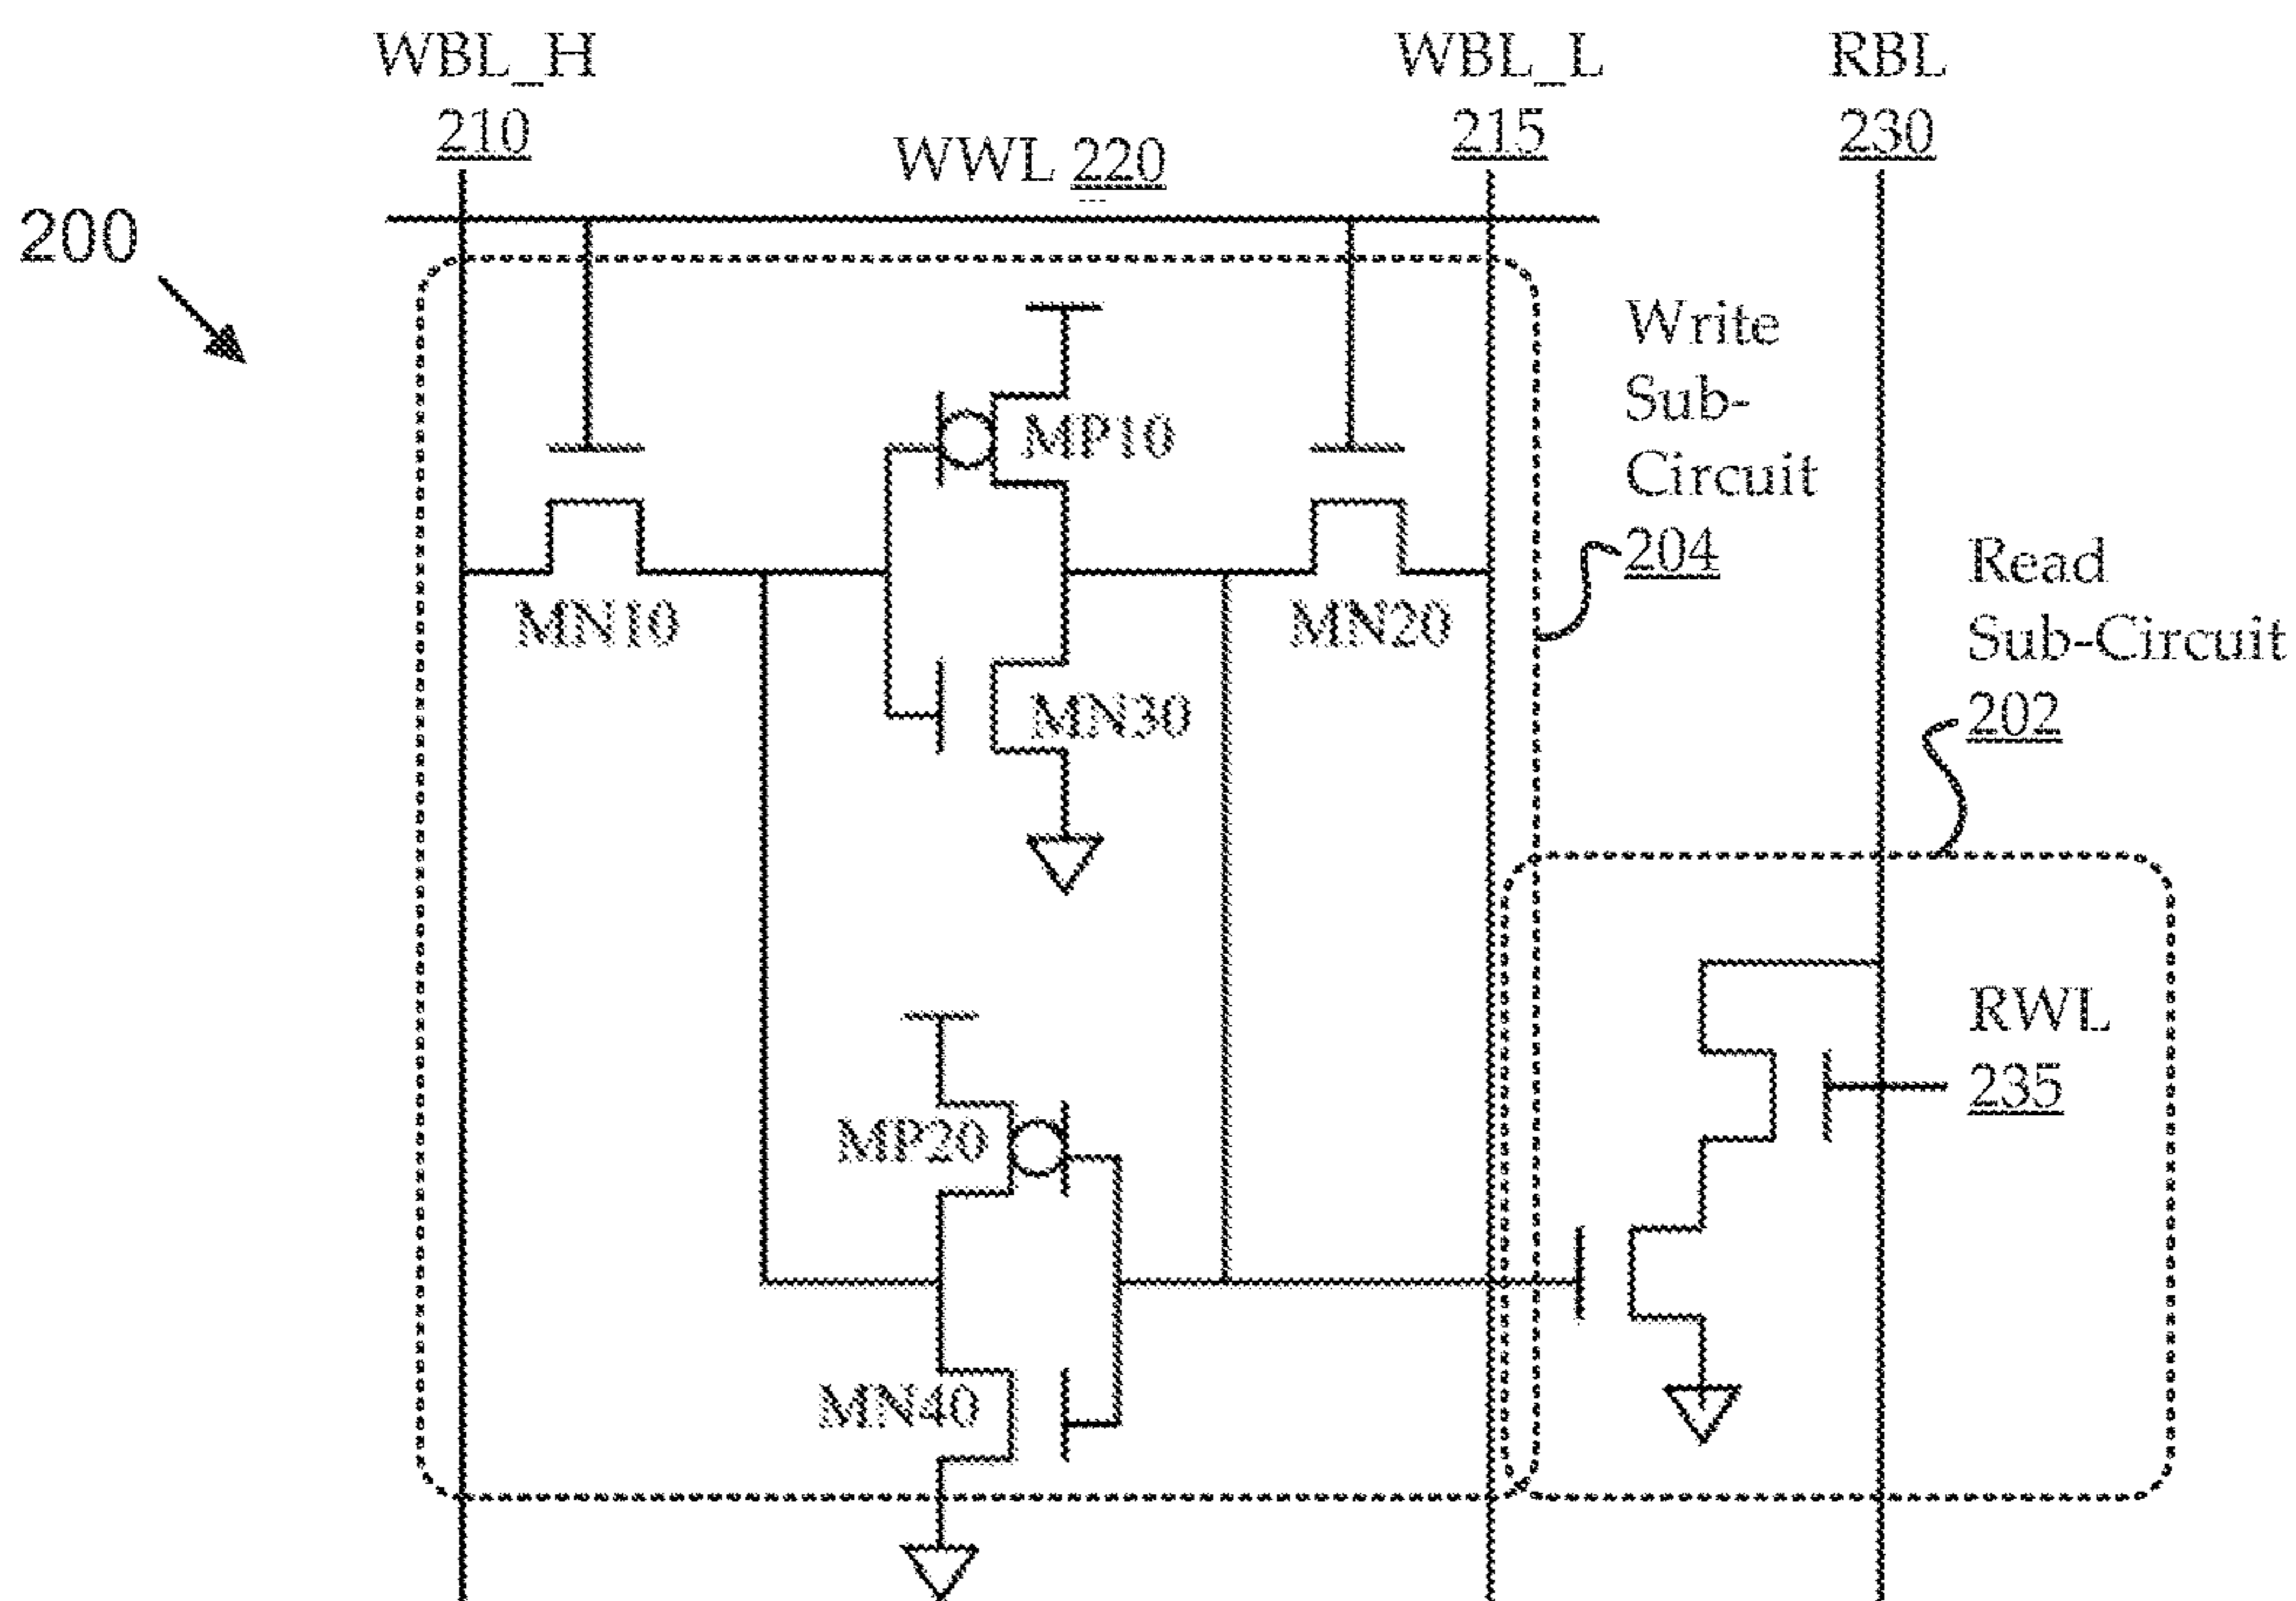 WBL_H
210
WBL_L
215
RBL
230
WWL 220
200
Write
Sub-
Circuit
204
MP10
Read
Sub-Circuit
202
MN10
MN20
MN30
RWL
235
MP20
MN40